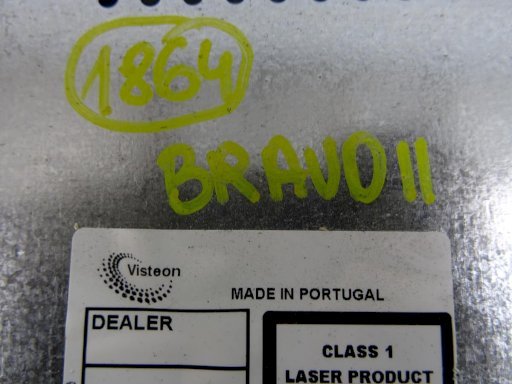 1864
BRAVO II
Visteon
MADE IN PORTUGAL
DEALER
CLASS 1
LASER PRODUCT